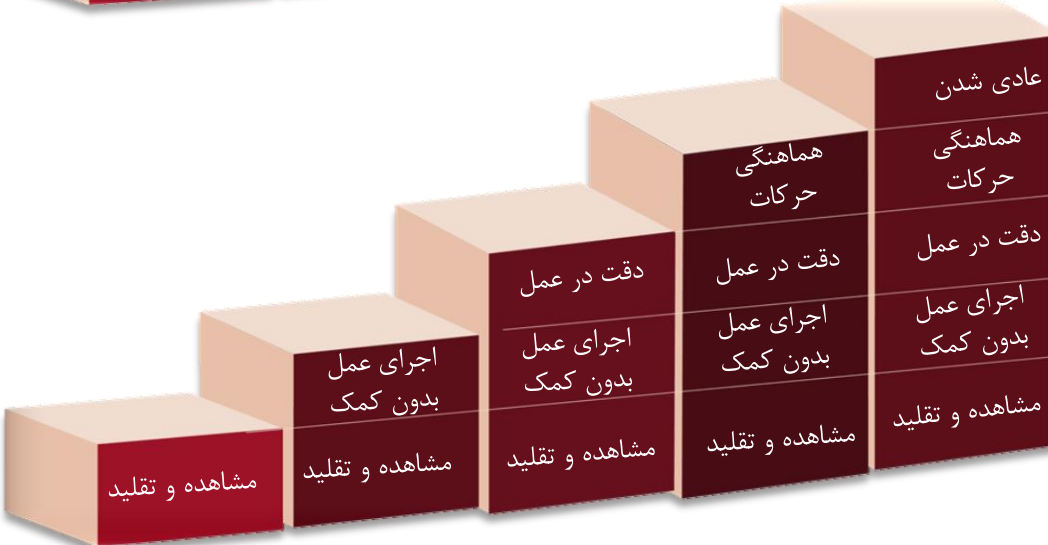 مشاهده و تقلید
اجرای عمل
بدون کمک
مشاهده و تقلید
دقت در عمل
اجرای عمل
بدون کمک
مشاهده و تقلید
هماهنگی
حرکات
دقت در عمل
اجرای عمل
بدون کمک
مشاهده و تقلید
عادی شدن
هماهنگی
حرکات
دقت در عمل
اجرای عمل
بدون کمک
مشاهده و تقلید